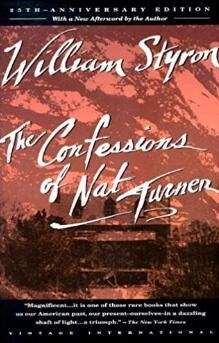 25TH-ANNIVERSARY EDITION
With a New Afterword by the Author
William Styron
The Confessions
of Nat Turner
"Magnificent...it is one of those rare books that show
us our American past, our present–ourselves–in a dazzling
shaft of light...a triumph." – The New York Times
VINTAGE INTERNATIONAL